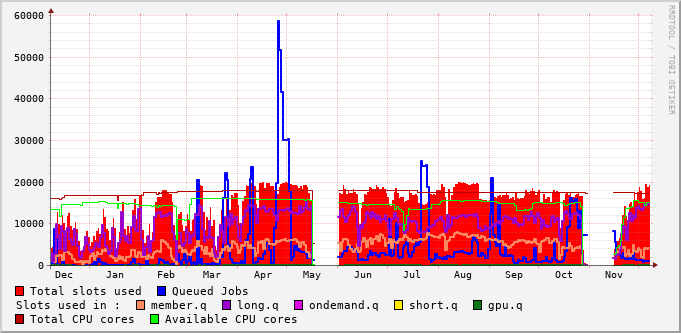 60000
50000
40000
30000
20000
10000
0
Dec Jan Feb Mar Apr May Jun Jul Aug Sep Oct Nov
RRDTOOL / TOBI OETIKER
Total slots used Queued Jobs
Slots used in : member.q long.q ondemand.q short.q gpu.q
Total CPU cores Available CPU cores